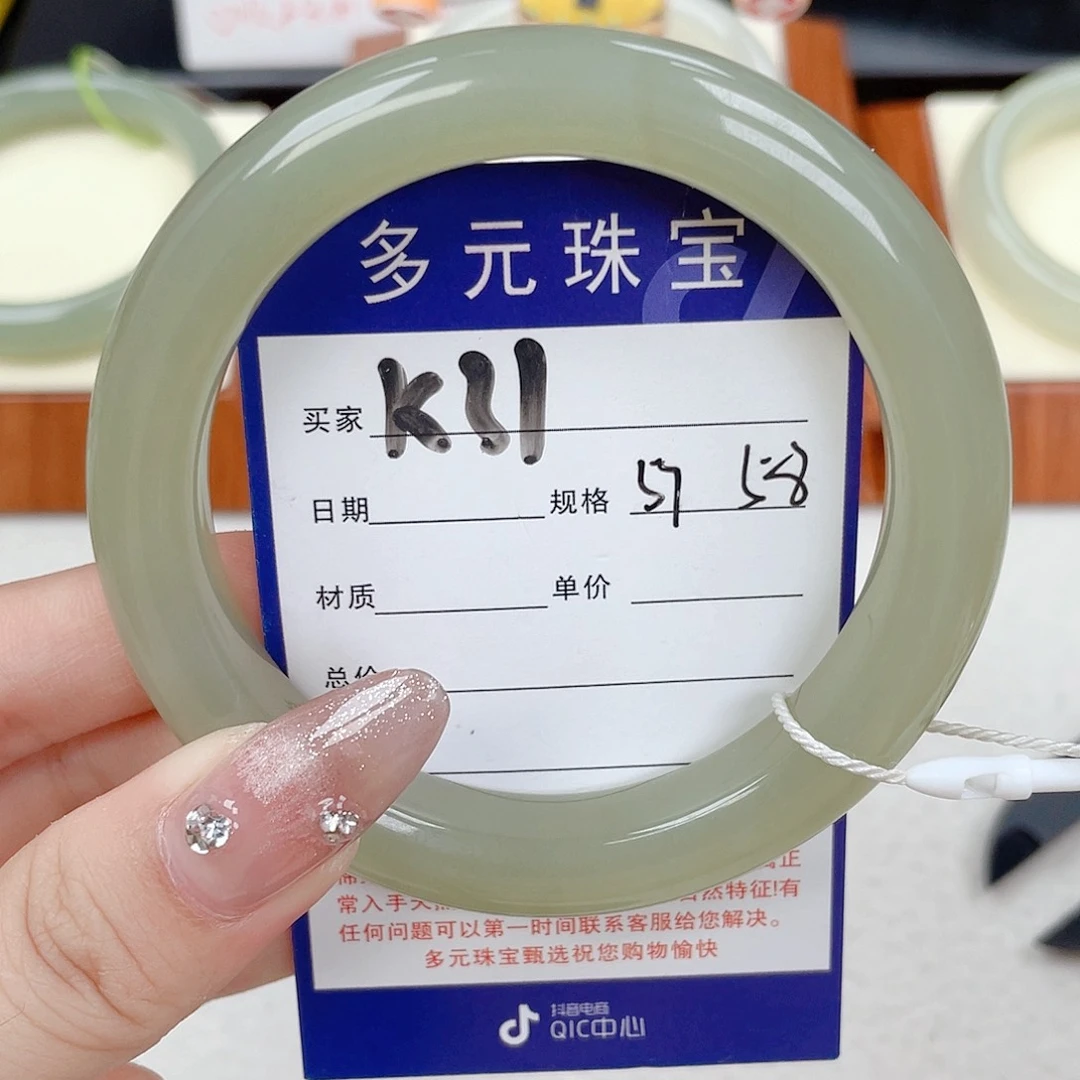 多元珠宝
买家 K11
日期 规格 57 58
材质 单价
总价
常入手 然特征!有
任何问题可以第一时间联系客服给您解决。
多元珠宝甄选祝您购物愉快
抖音电商
QIC中心